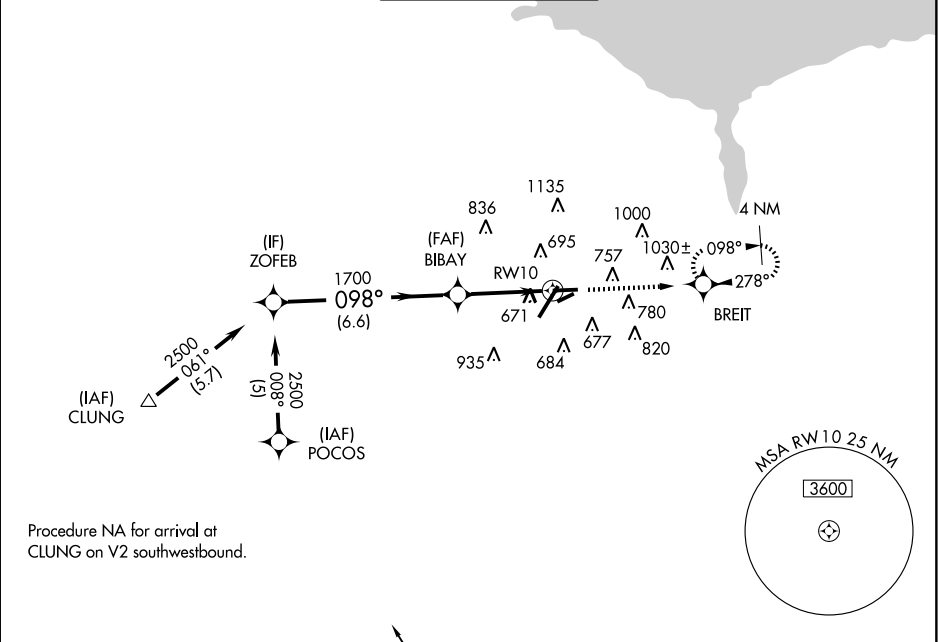 1135
836
1000
4 NM
(IF)
ZOFEB
(FAF)
BIBAY
695
757
1030±
098°
278°
RW10
1700
098°
(6.6)
671
780
BREIT
677
820
935
684
2500
061°
(5.7)
2500
008°
(5)
(IAF)
CLUNG
(IAF)
POCOS
MSA RW10 25 NM
3600
Procedure NA for arrival at
CLUNG on V2 southwestbound.